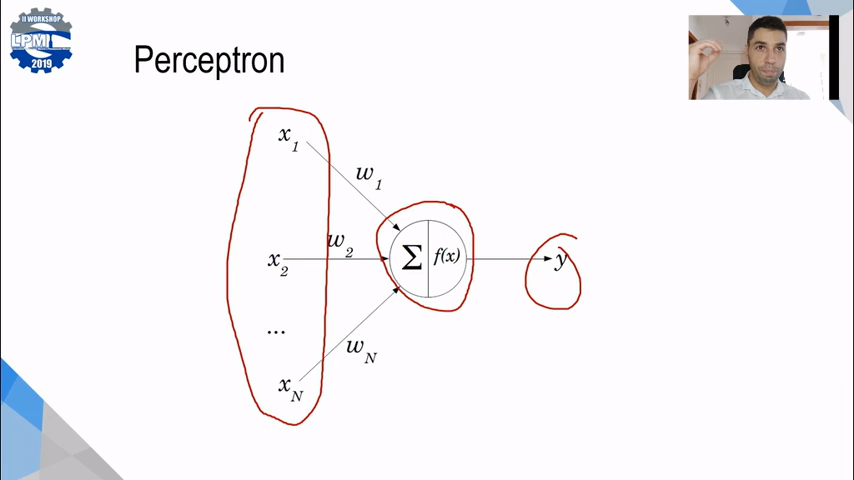 II WORKSHOP
LPMI
2019
Perceptron
x1
w1
x2
w2
Σ f(x)
y
...
wN
xN